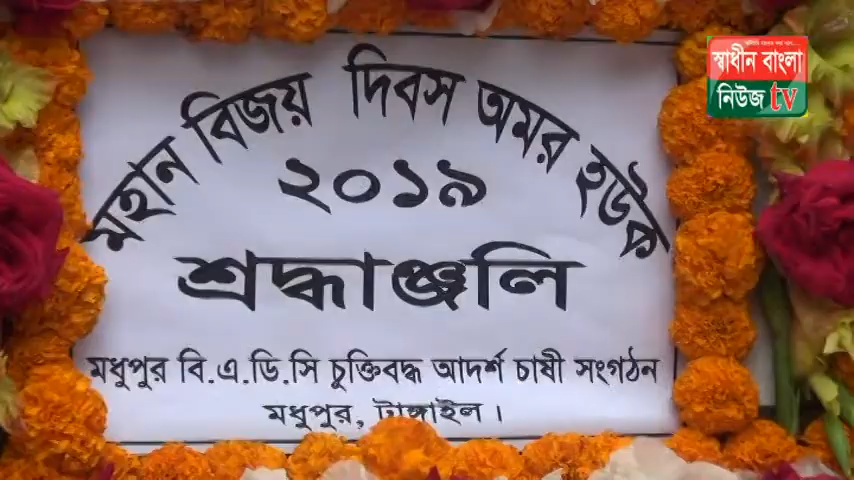 মহান বিজয় দিবস অমর হউক
২০১৯
শ্রদ্ধাঞ্জলি
মধুপুর বি.এ.ডি.সি চুক্তিবদ্ধ আদর্শ চাষী সংগঠন
মধুপুর, টাঙ্গাইল।
স্বাধীন বাংলা
নিউজ tv